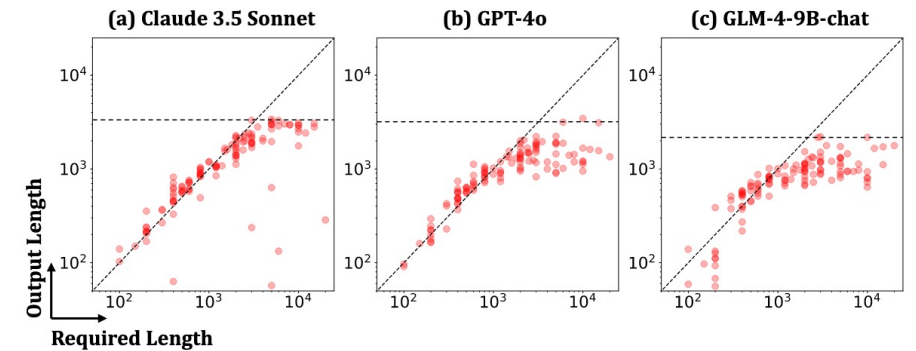 (a) Claude 3.5 Sonnet
(b) GPT-4o
(c) GLM-4-9B-chat
Output Length
10⁴
10³
10²
10² 10³ 10⁴
10⁴
10³
10²
10² 10³ 10⁴
10⁴
10³
10²
10² 10³ 10⁴
Required Length